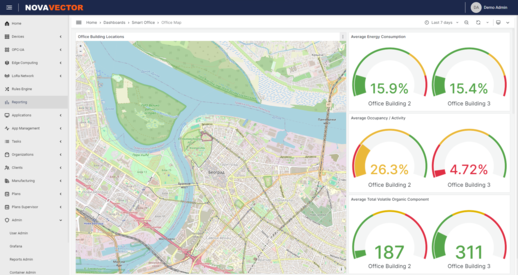 NOVAVECTOR
DA
Demo Admin
Home
Devices
GPO List
Edge Computing
LoRa Network
Rules Engine
Reporting
Applications
App Management
Tasks
Organisations
Clients
Manufacturing
Plans
Plans Supervision
Admin
User Admin
Grafana
Reports Admin
Container Admin
Home > Dashboards > Smart Office > Office Map
Last 7 days
Office Building Locations
Average Energy Consumption
15.9%
Office Building 2
15.4%
Office Building 3
Average Occupancy / Activity
26.3%
Office Building 2
4.72%
Office Building 3
Average Total Volatile Organic Component
187
Office Building 2
311
Office Building 3